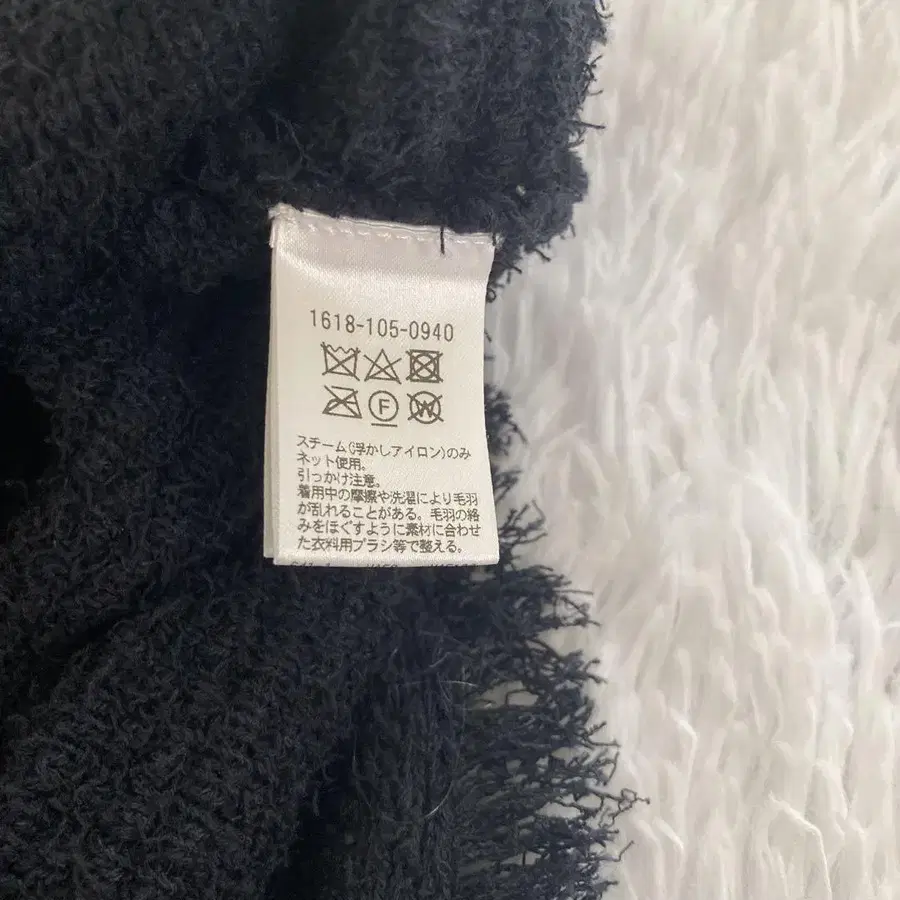 1618-105-0940
F
W
スチーム(浮かしアイロン)のみ
ネット使用。
引っかけ注意。
着用中の摩擦や洗濯により毛羽
が乱れることがある。毛羽の絡
みをほぐすように素材に合わせ
た衣料用ブラシ等で整える。